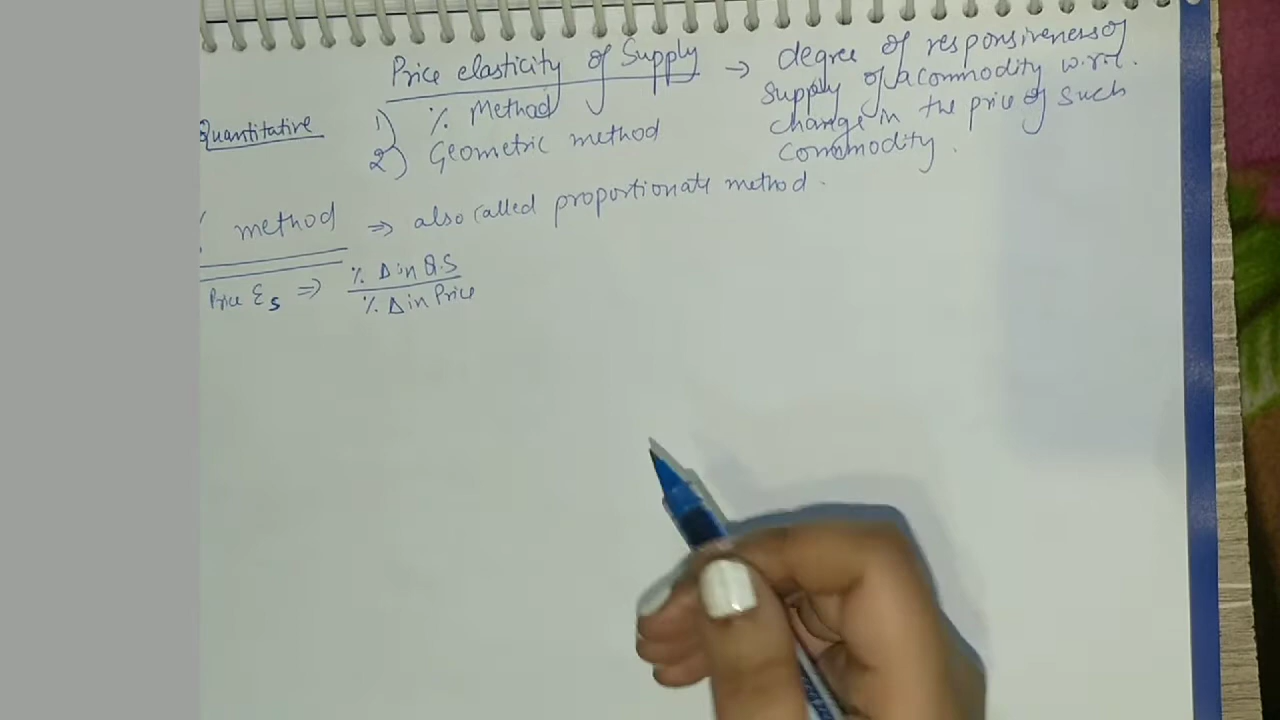 Price elasticity of Supply → degree of responsiveness of
supply of a commodity w.r.t.
change in the price of such
commodity.
Quantitative
1) % Method
2) Geometric method
% method ⇒ also called proportionate method.
Price Es ⇒ % Δ in Q.S
% Δ in Price